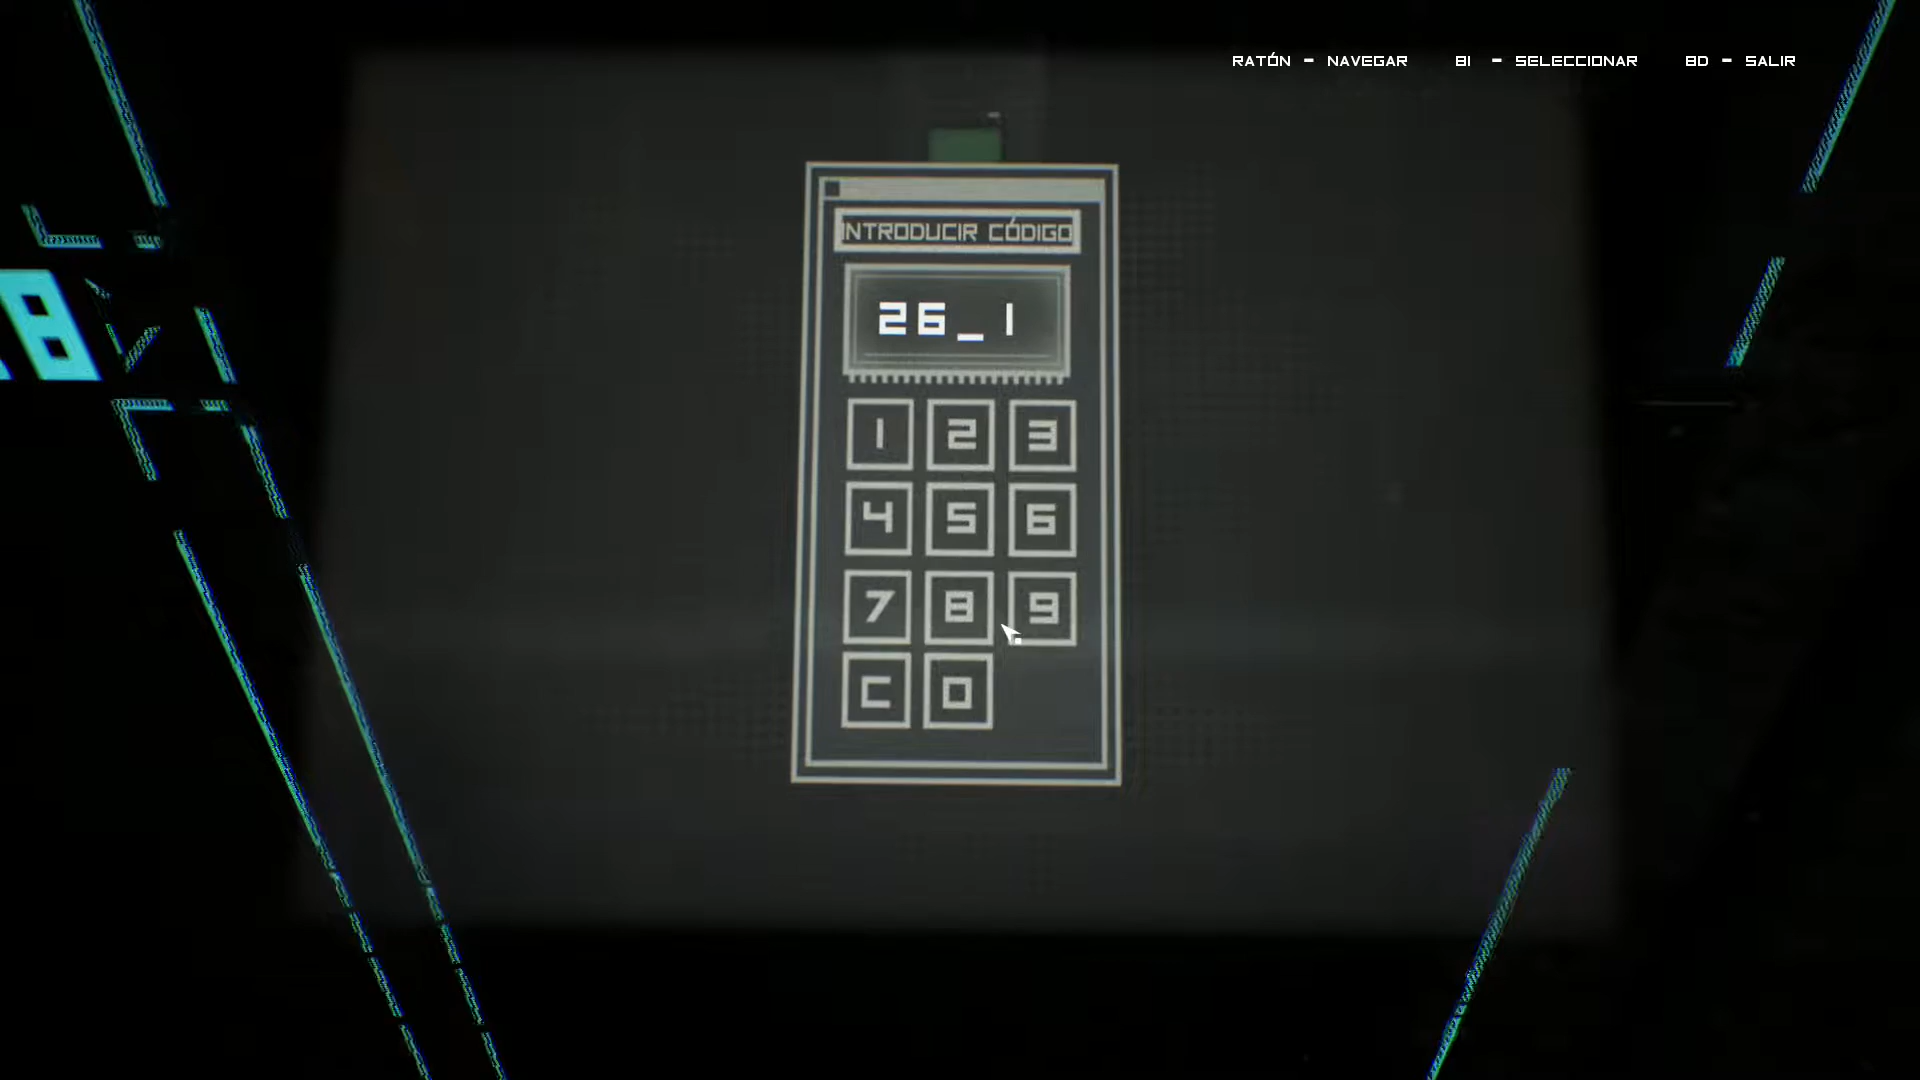 RATÓN - NAVEGAR BI - SELECCIONAR BD - SALIR
INTRODUCIR CÓDIGO
26_1
8
1 2 3
4 5 6
7 8 9
C 0